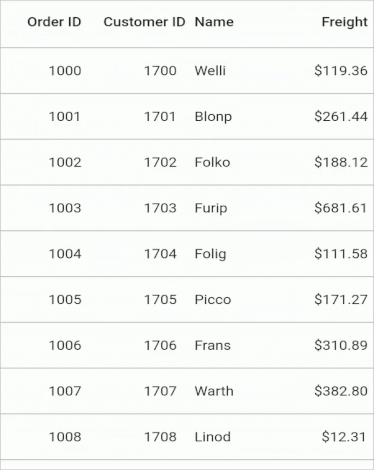 Order ID Customer ID Name Freight
1000 1700 Welli $119.36
1001 1701 Blonp $261.44
1002 1702 Folko $188.12
1003 1703 Furip $681.61
1004 1704 Folig $111.58
1005 1705 Picco $171.27
1006 1706 Frans $310.89
1007 1707 Warth $382.80
1008 1708 Linod $12.31